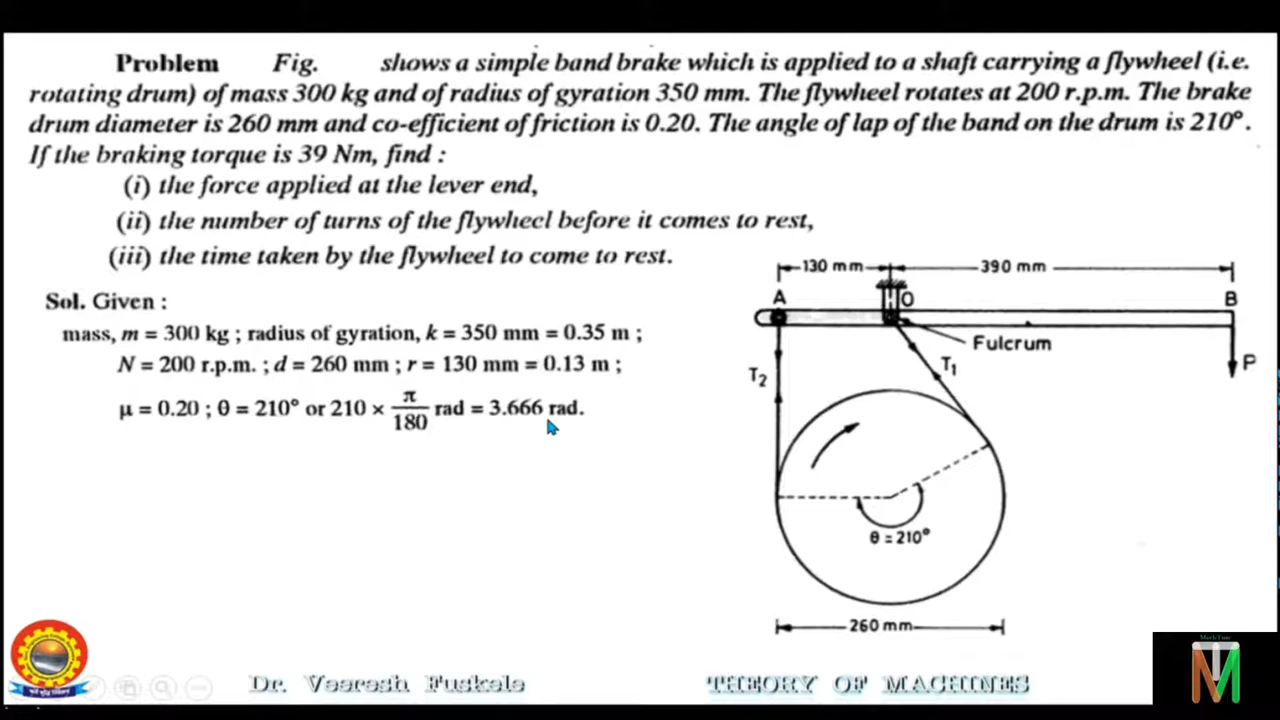 Problem Fig. shows a simple band brake which is applied to a shaft carrying a flywheel (i.e.
rotating drum) of mass 300 kg and of radius of gyration 350 mm. The flywheel rotates at 200 r.p.m. The brake
drum diameter is 260 mm and co-efficient of friction is 0.20. The angle of lap of the band on the drum is 210°.
If the braking torque is 39 Nm, find :
(i) the force applied at the lever end,
(ii) the number of turns of the flywheel before it comes to rest,
(iii) the time taken by the flywheel to come to rest.
Sol. Given :
mass, m = 300 kg ; radius of gyration, k = 350 mm = 0.35 m ;
N = 200 r.p.m. ; d = 260 mm ; r = 130 mm = 0.13 m ;
μ = 0.20 ; θ = 210° or 210 × π/180 rad = 3.666 rad.
130 mm 390 mm
A O B
Fulcrum
T₂ T₁ P
θ = 210°
260 mm
Dr. Veeresh Fuskele THEORY OF MACHINES